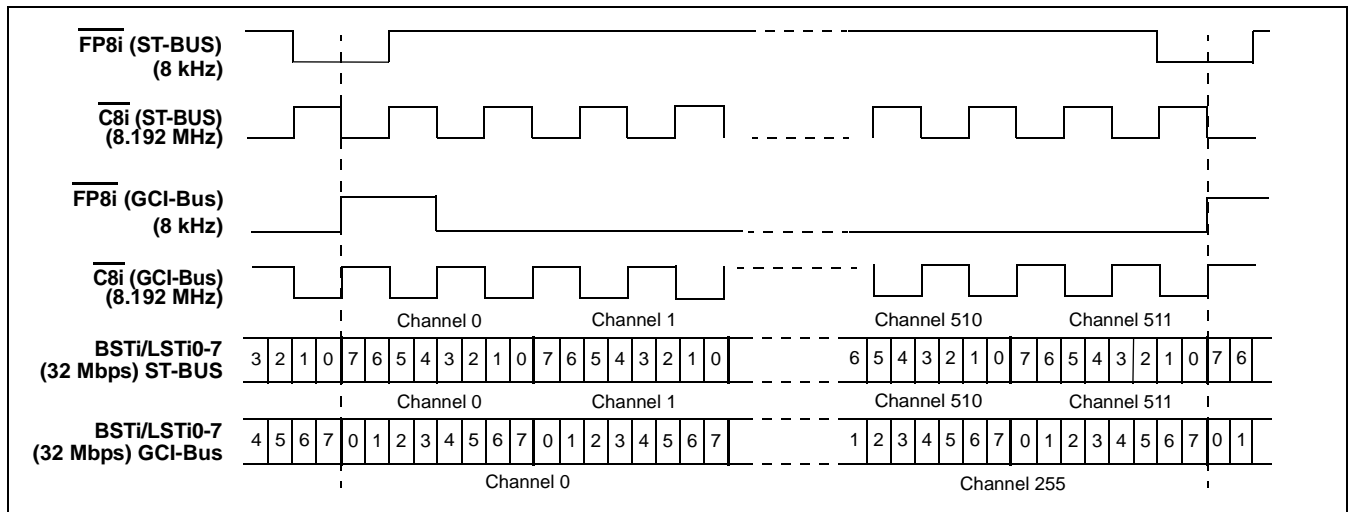 FP8i (ST-BUS)
(8 kHz)
C8i (ST-BUS)
(8.192 MHz)
FP8i (GCI-Bus)
(8 kHz)
C8i (GCI-Bus)
(8.192 MHz)
Channel 0 Channel 1 Channel 510 Channel 511
BSTi/LSTi0-7
(32 Mbps) ST-BUS
3 2 1 0 7 6 5 4 3 2 1 0 7 6 5 4 3 2 1 0 6 5 4 3 2 1 0 7 6 5 4 3 2 1 0 7 6
Channel 0 Channel 1 Channel 510 Channel 511
BSTi/LSTi0-7
(32 Mbps) GCI-Bus
4 5 6 7 0 1 2 3 4 5 6 7 0 1 2 3 4 5 6 7 1 2 3 4 5 6 7 0 1 2 3 4 5 6 7 0 1
Channel 0 Channel 255